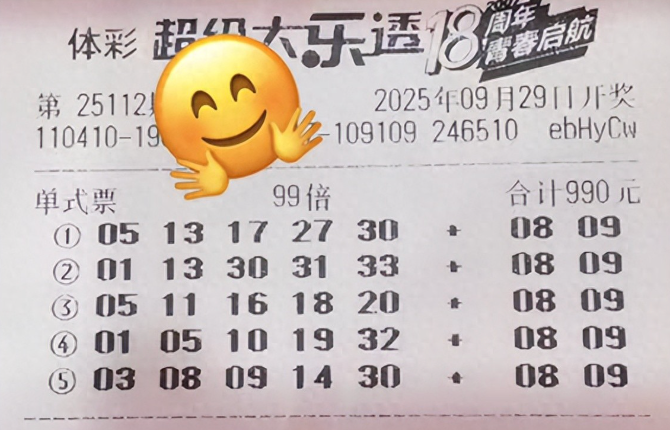 体彩 超级大乐透 18周年 青春启航
第 25112 2025年09月29日开奖
110410-19 -109109 246510 ebHyCw
单式票 99倍 合计990元
① 05 13 17 27 30 + 08 09
② 01 13 30 31 33 + 08 09
③ 05 11 16 18 20 + 08 09
④ 01 05 10 19 32 + 08 09
⑤ 03 08 09 14 30 + 08 09